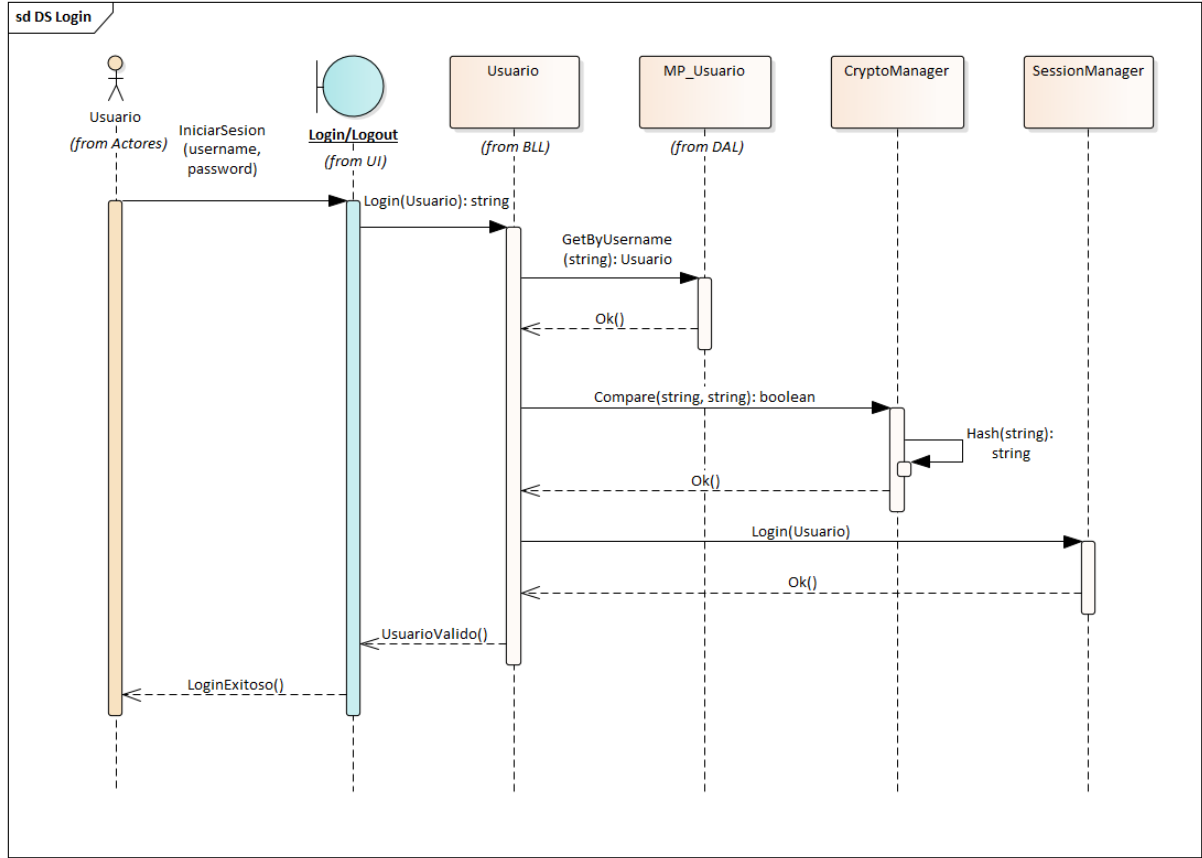 sd DS Login
Usuario
(from Actores)
Login/Logout
(from UI)
Usuario
(from BLL)
MP_Usuario
(from DAL)
CryptoManager
SessionManager
IniciarSesion
(username,
password)
Login(Usuario): string
GetByUsername
(string): Usuario
Ok()
Compare(string, string): boolean
Hash(string):
string
Ok()
Login(Usuario)
Ok()
UsuarioValido()
LoginExitoso()